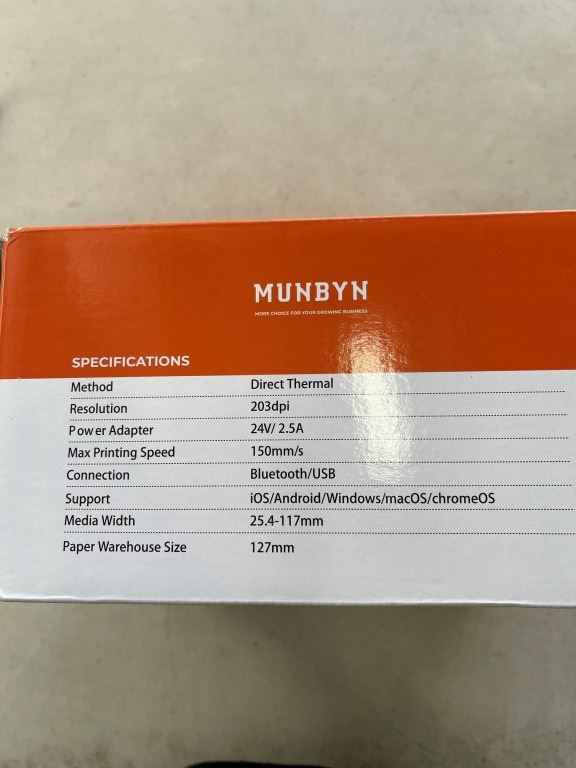 MUNBYN
MORE CHOICE FOR YOUR GROWING BUSINESS
SPECIFICATIONS
Method Direct Thermal
Resolution 203dpi
Power Adapter 24V/ 2.5A
Max Printing Speed 150mm/s
Connection Bluetooth/USB
Support iOS/Android/Windows/macOS/chromeOS
Media Width 25.4-117mm
Paper Warehouse Size 127mm